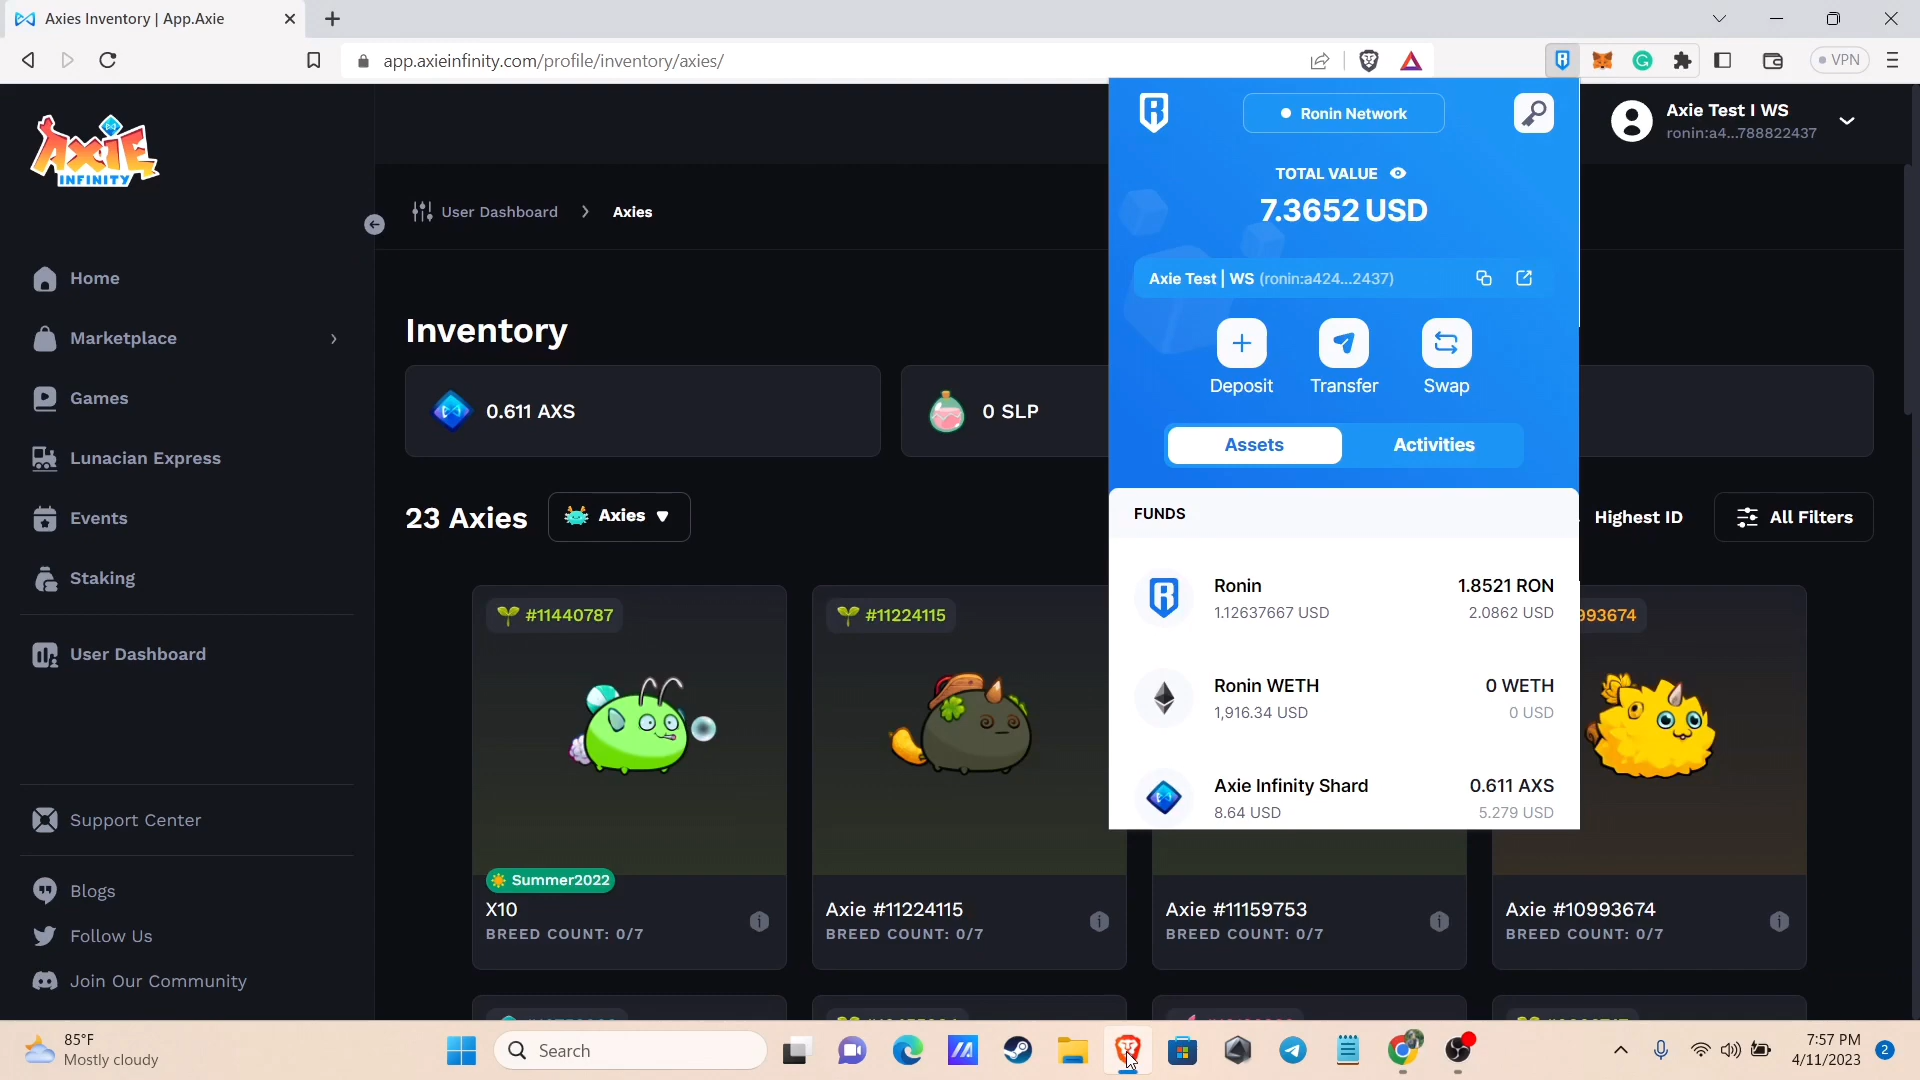 Axies Inventory | App.Axie
app.axieinfinity.com/profile/inventory/axies/
VPN
AXIE
INFINITY
Home
Marketplace
Games
Lunacian Express
Events
Staking
User Dashboard
Support Center
Blogs
Follow Us
Join Our Community
User Dashboard
Axies
Inventory
0.611 AXS
0 SLP
23 Axies
Axies
Highest ID
All Filters
#11440787
Summer2022
X10
BREED COUNT: 0/7
#11224115
Axie #11224115
BREED COUNT: 0/7
Axie #11159753
BREED COUNT: 0/7
993674
Axie #10993674
BREED COUNT: 0/7
Axie Test I WS
ronin:a4...788822437
Ronin Network
TOTAL VALUE
7.3652 USD
Axie Test | WS (ronin:a424...2437)
Deposit
Transfer
Swap
Assets
Activities
FUNDS
Ronin
1.8521 RON
1.12637667 USD
2.0862 USD
Ronin WETH
0 WETH
1,916.34 USD
0 USD
Axie Infinity Shard
0.611 AXS
8.64 USD
5.279 USD
85°F
Mostly cloudy
Search
7:57 PM
4/11/2023
2